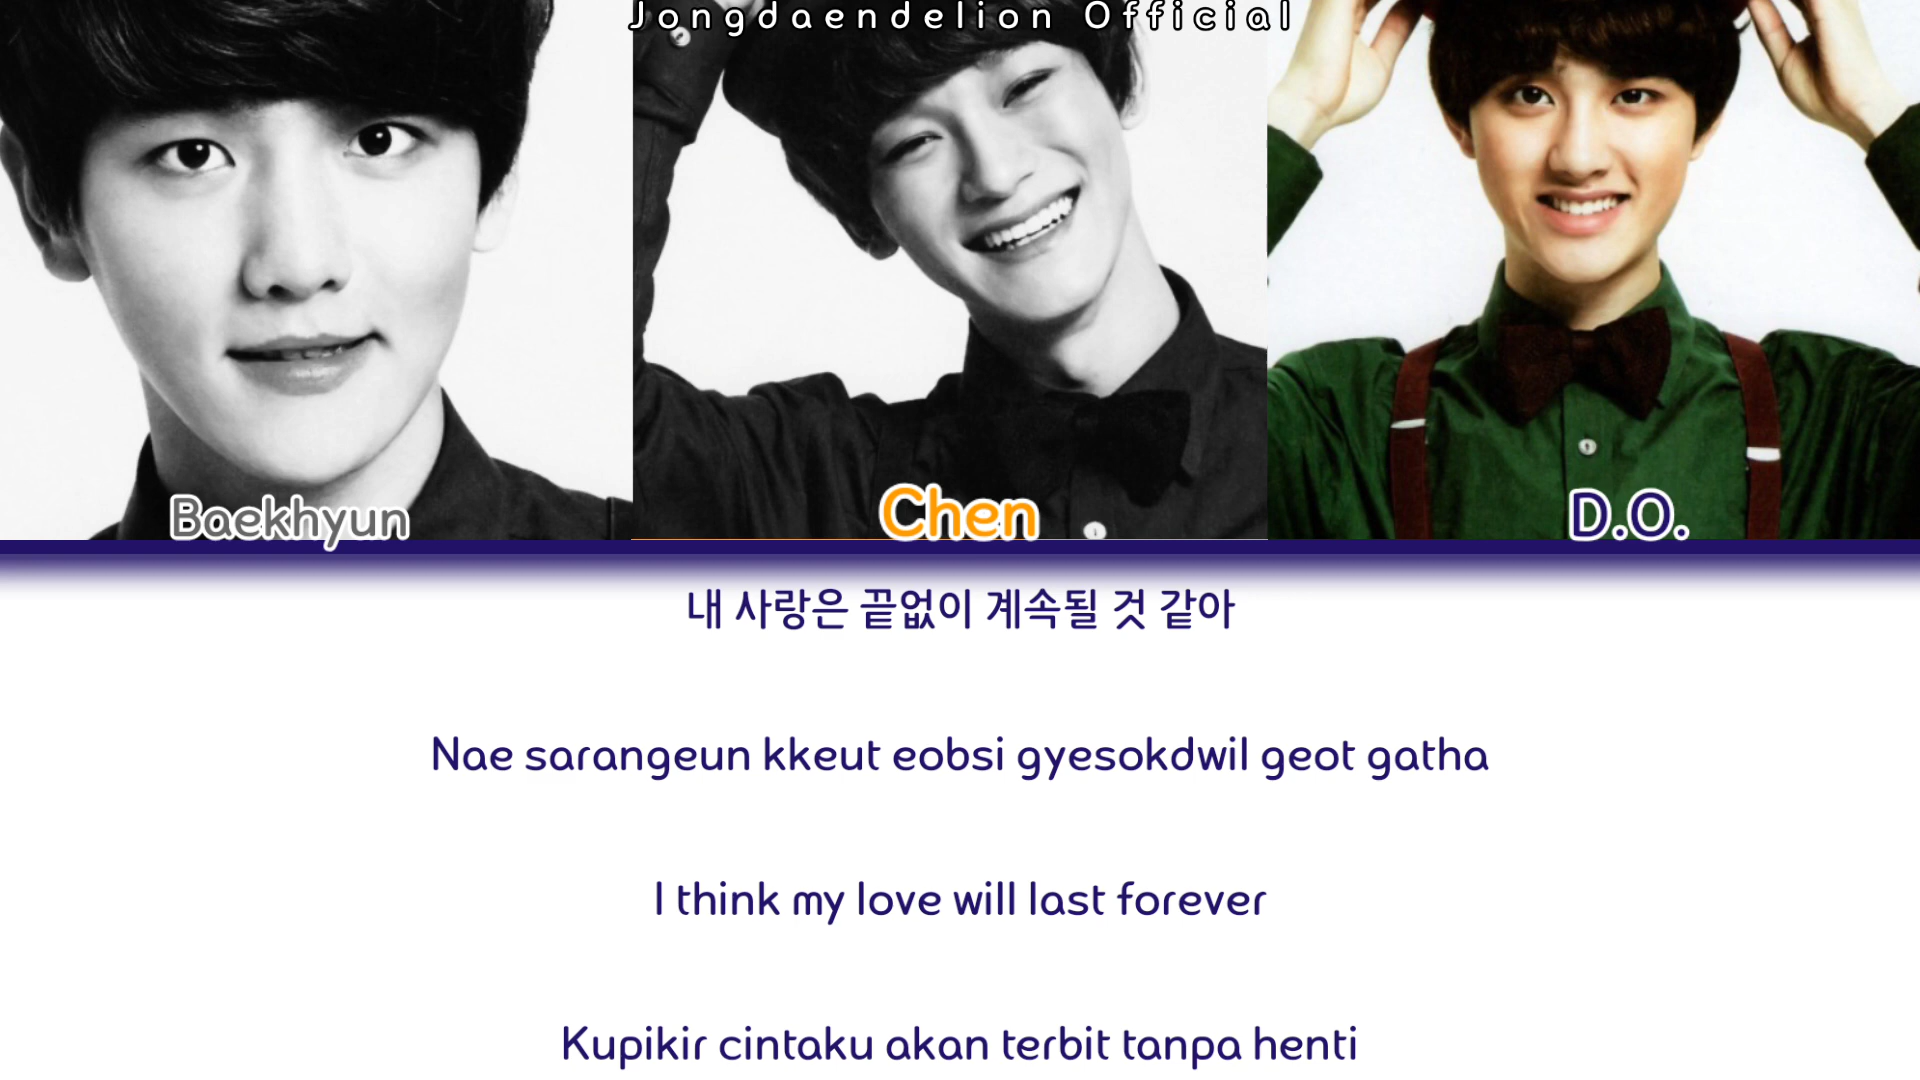 Jongdaendelion Official
Baekhyun
Chen
D.O.
내 사랑은 끝없이 계속될 것 같아
Nae sarangeun kkeut eobsi gyesokdwil geot gatha
I think my love will last forever
Kupikir cintaku akan terbit tanpa henti